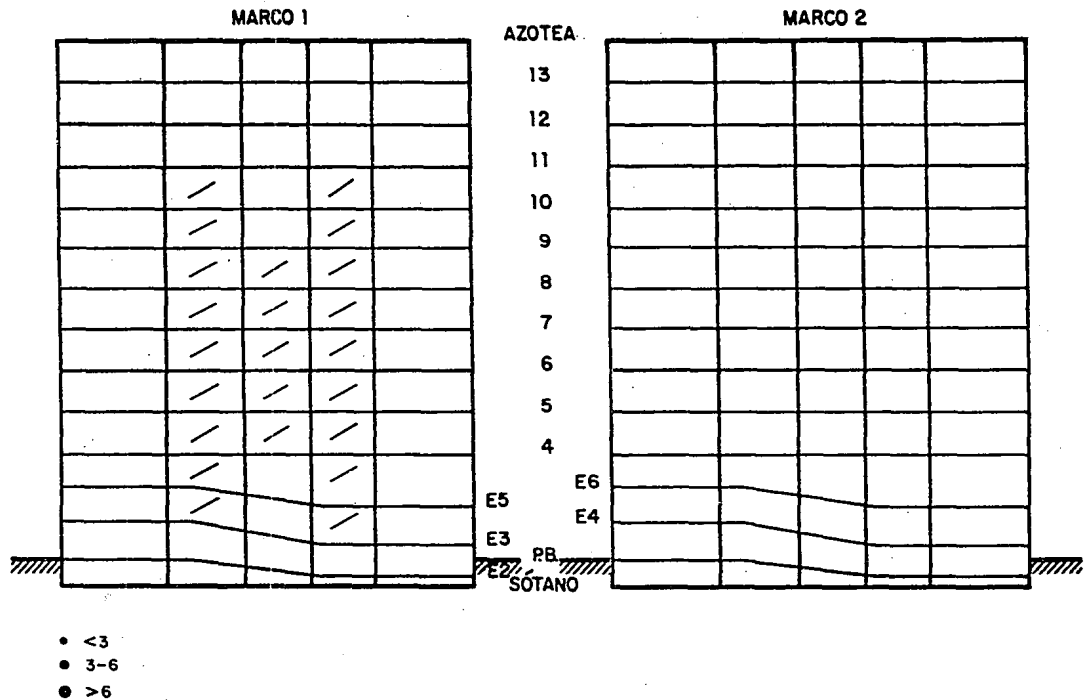 MARCO 1
AZOTEA
MARCO 2
13
12
11
10
9
8
7
6
5
4
E5
E6
E3
E4
P.B.
E2
SÓTANO
• <3
• 3-6
• >6